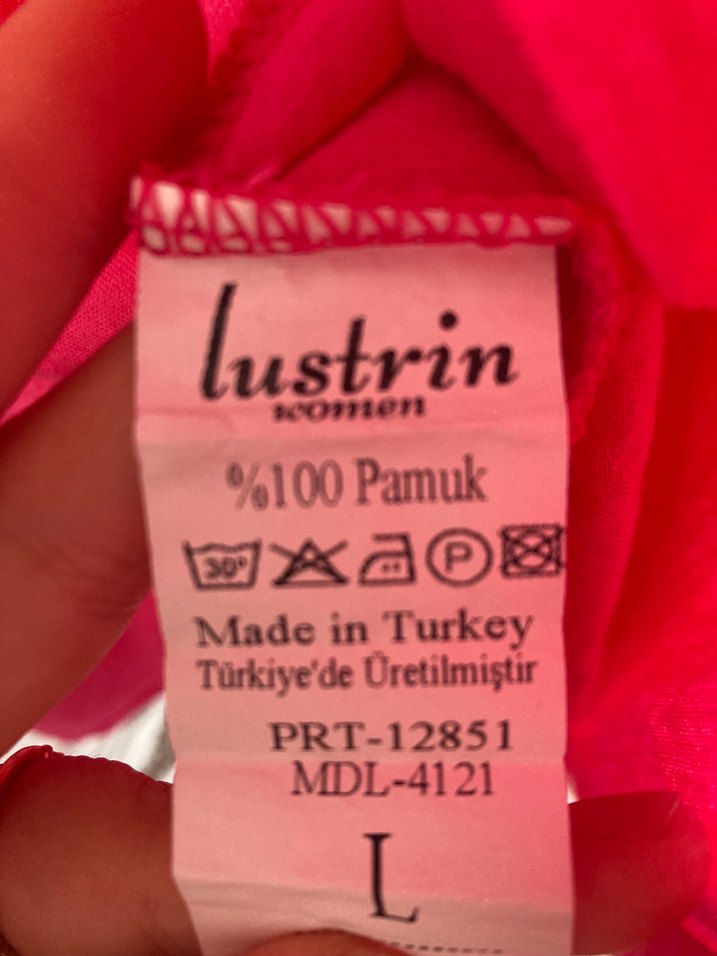 lustrin
women
%100 Pamuk
30° P
Made in Turkey
Türkiye'de Üretilmiştir
PRT-12851
MDL-4121
L